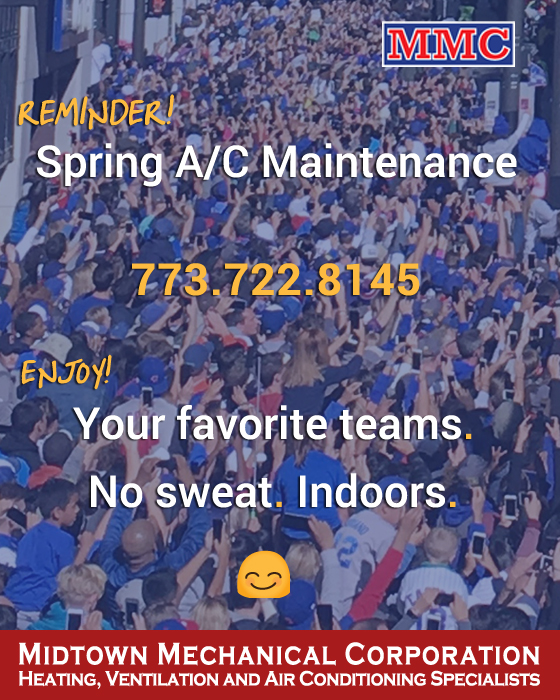 MMC
REMINDER!
Spring A/C Maintenance
773.722.8145
ENJOY!
Your favorite teams.
No sweat. Indoors.
2
MIDTOWN MECHANICAL CORPORATION
HEATING, VENTILATION AND AIR CONDITIONING SPECIALISTS